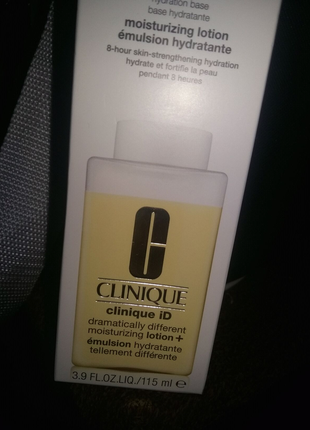 hydration base
base hydratante
moisturizing lotion
émulsion hydratante
8-hour skin-strengthening hydration
hydrate et fortifie la peau
pendant 8 heures
C
CLINIQUE
clinique iD
dramatically different
moisturizing lotion+
émulsion hydratante
tellement différente
3.9 FL.OZ.LIQ./115 ml e